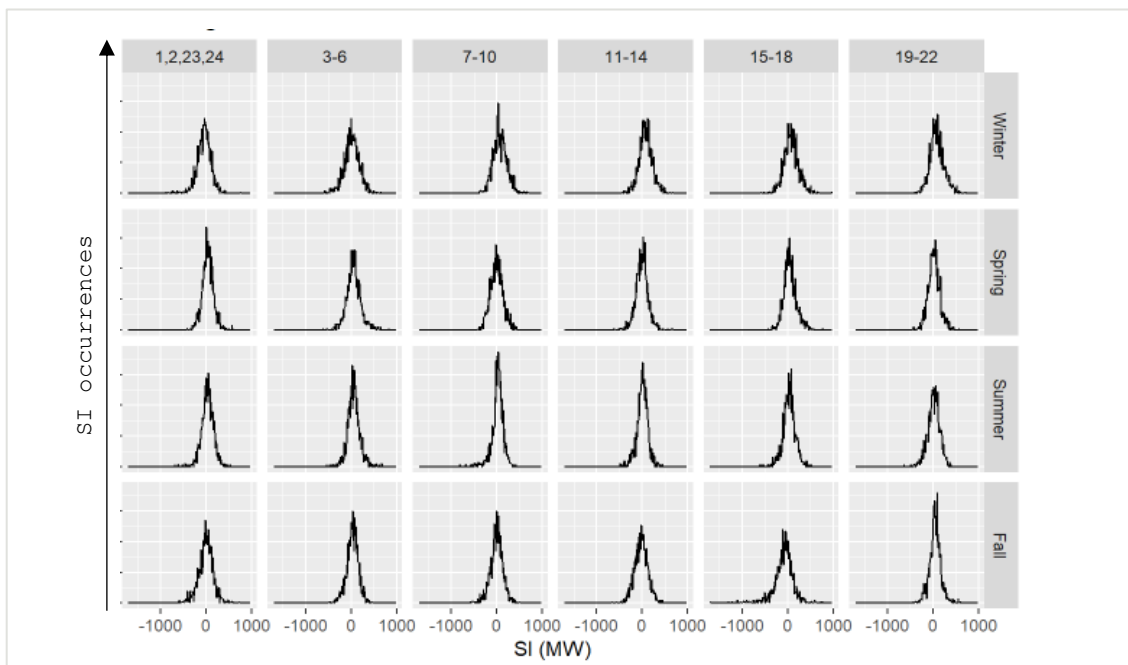 1,2,23,24 3-6 7-10 11-14 15-18 19-22
Winter
Spring
Summer
Fall
SI occurrences
-1000 0 1000 -1000 0 1000 -1000 0 1000 -1000 0 1000 -1000 0 1000 -1000 0 1000
SI (MW)